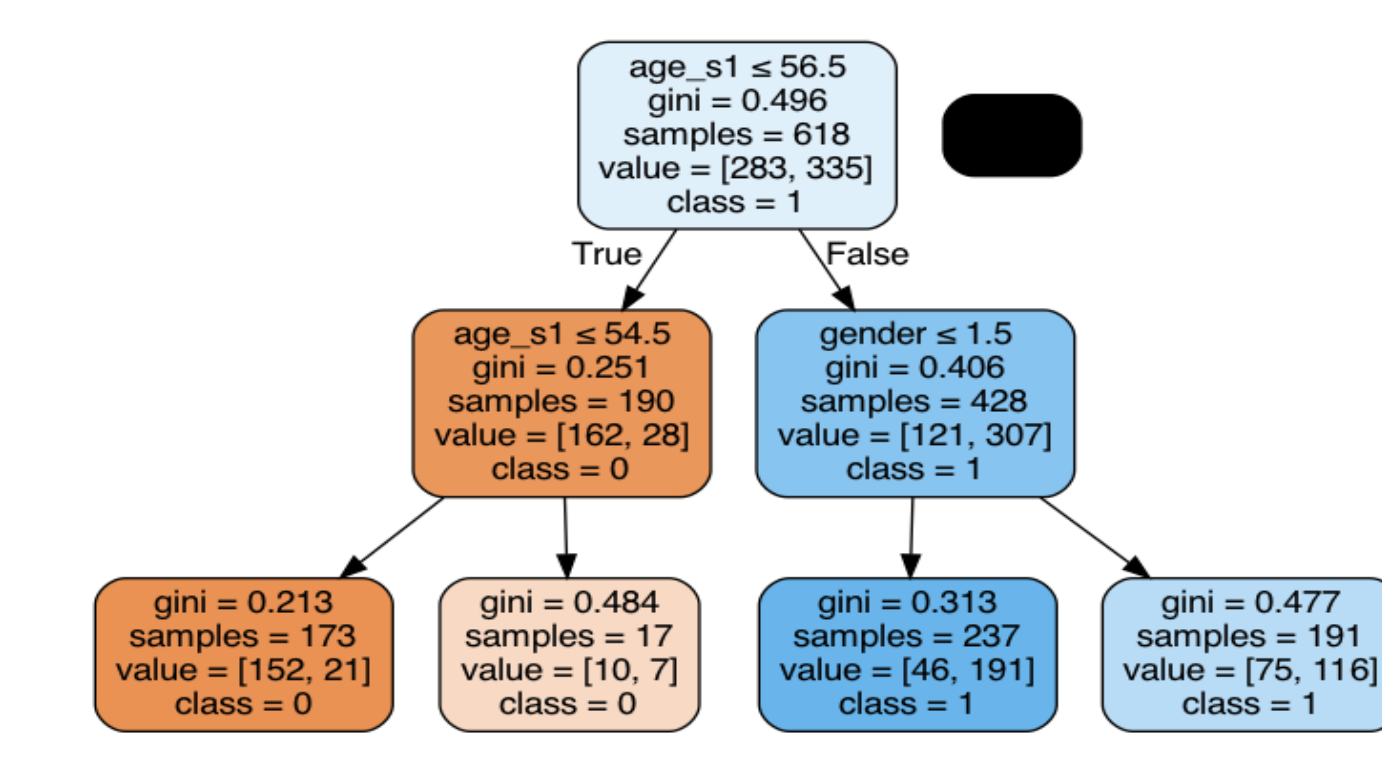 age_s1 ≤ 56.5
gini = 0.496
samples = 618
value = [283, 335]
class = 1
True
False
age_s1 ≤ 54.5
gini = 0.251
samples = 190
value = [162, 28]
class = 0
gender ≤ 1.5
gini = 0.406
samples = 428
value = [121, 307]
class = 1
gini = 0.213
samples = 173
value = [152, 21]
class = 0
gini = 0.484
samples = 17
value = [10, 7]
class = 0
gini = 0.313
samples = 237
value = [46, 191]
class = 1
gini = 0.477
samples = 191
value = [75, 116]
class = 1